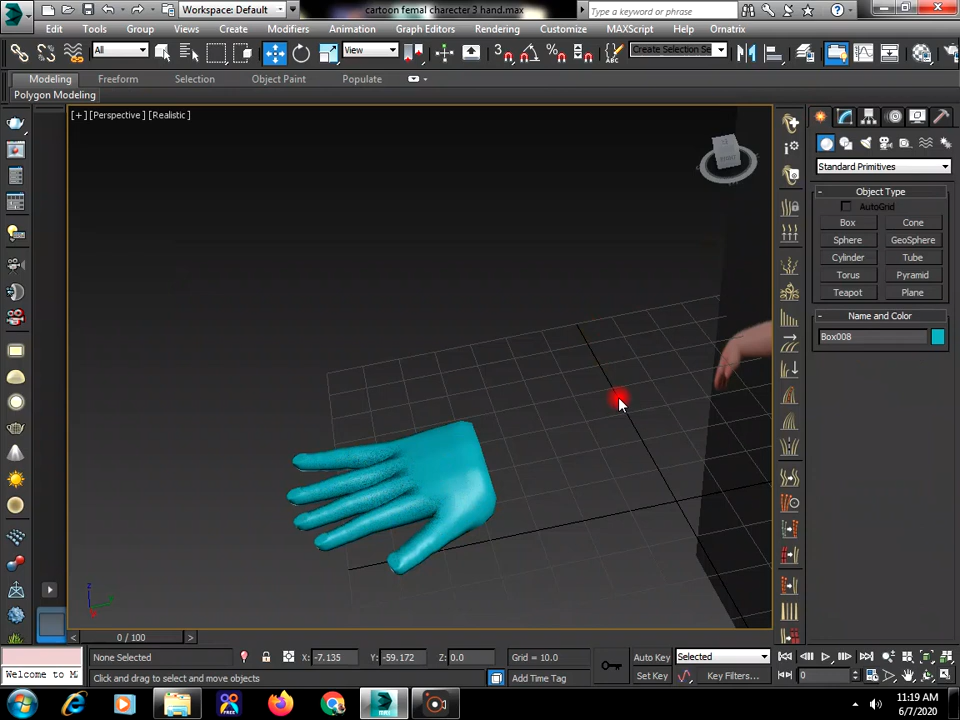 Workspace: Default
cartoon femal charecter 3 hand.max
Type a keyword or phrase
Edit Tools Group Views Create Modifiers Animation Graph Editors Rendering Customize MAXScript Help Ornatrix
All
View
Create Selection Se
Modeling Freeform Selection Object Paint Populate
Polygon Modeling
[+] [Perspective] [Realistic]
Standard Primitives
Object Type
AutoGrid
Box Cone
Sphere GeoSphere
Cylinder Tube
Torus Pyramid
Teapot Plane
Name and Color
Box008
0 / 100
None Selected X: -7.135 Y: -59.172 Z: 0.0 Grid = 10.0 Auto Key Selected
Welcome to M Click and drag to select and move objects Add Time Tag Set Key Key Filters... 0
11:19 AM
6/7/2020